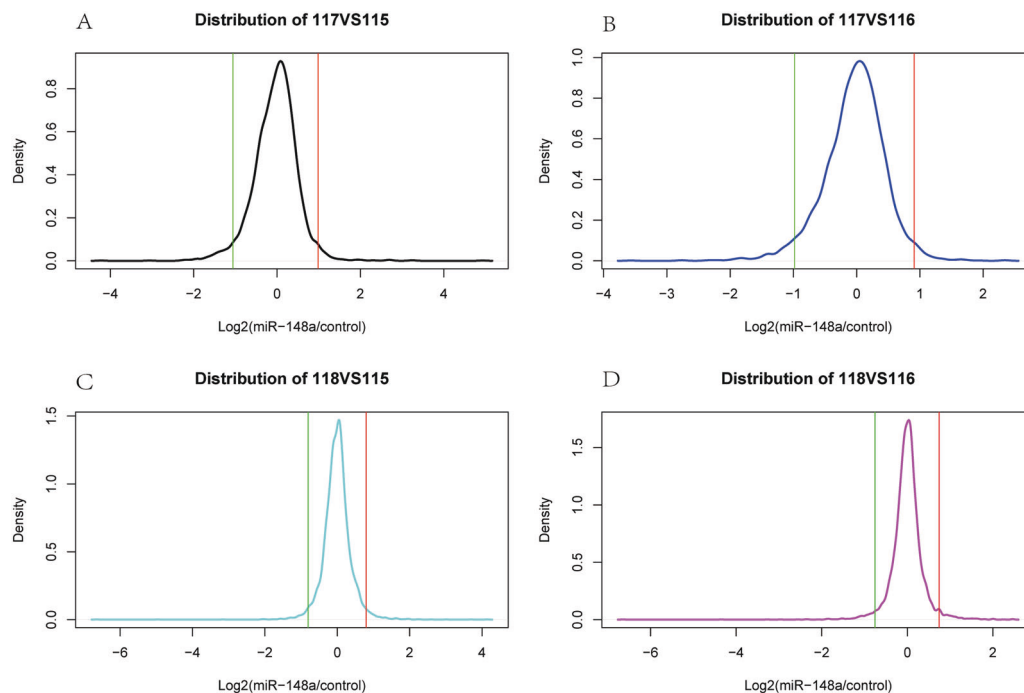 A
Distribution of 117VS115
Density
0.0
0.2
0.4
0.6
0.8
−4
−2
0
2
4
Log2(miR−148a/control)
B
Distribution of 117VS116
Density
0.0
0.2
0.4
0.6
0.8
1.0
−4
−3
−2
−1
0
1
2
Log2(miR−148a/control)
C
Distribution of 118VS115
Density
0.0
0.5
1.0
1.5
−6
−4
−2
0
2
4
Log2(miR−148a/control)
D
Distribution of 118VS116
Density
0.0
0.5
1.0
1.5
−6
−4
−2
0
2
Log2(miR−148a/control)